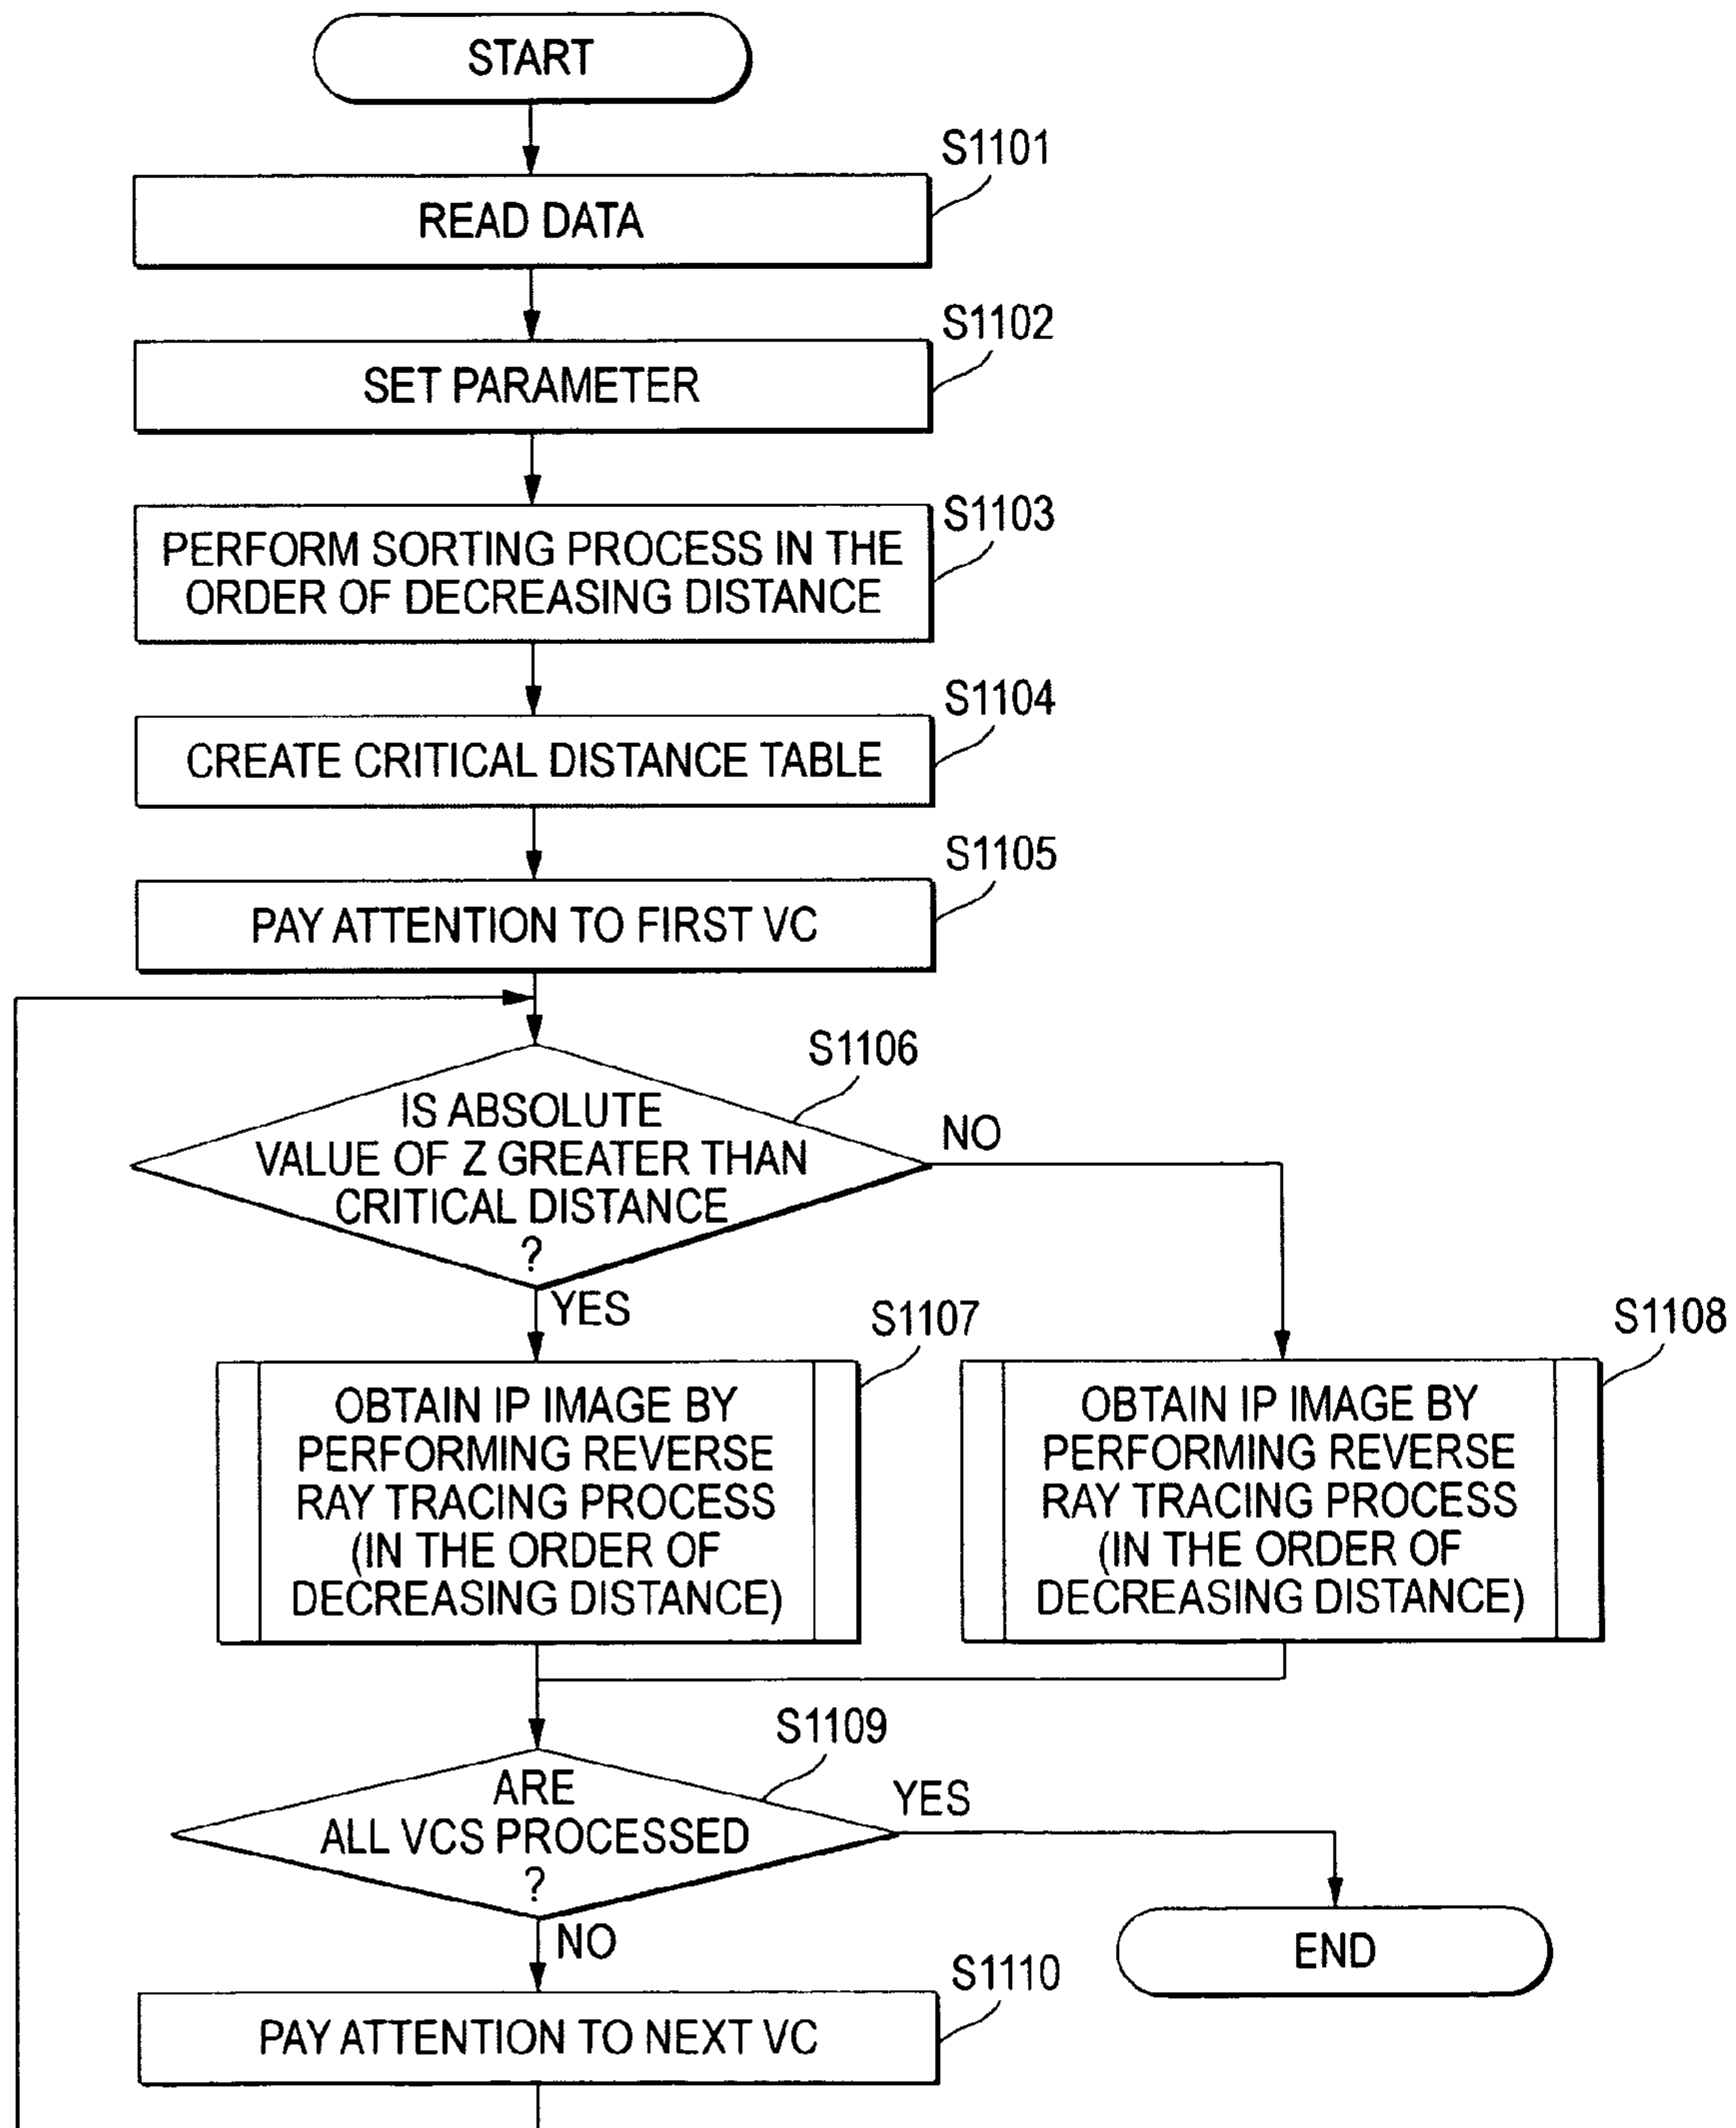 START
S1101
READ DATA
S1102
SET PARAMETER
S1103
PERFORM SORTING PROCESS IN THE
ORDER OF DECREASING DISTANCE
S1104
CREATE CRITICAL DISTANCE TABLE
S1105
PAY ATTENTION TO FIRST VC
S1106
IS ABSOLUTE
VALUE OF Z GREATER THAN
CRITICAL DISTANCE
?
NO
YES
S1107
OBTAIN IP IMAGE BY
PERFORMING REVERSE
RAY TRACING PROCESS
(IN THE ORDER OF
DECREASING DISTANCE)
S1108
OBTAIN IP IMAGE BY
PERFORMING REVERSE
RAY TRACING PROCESS
(IN THE ORDER OF
DECREASING DISTANCE)
S1109
ARE
ALL VCS PROCESSED
?
YES
NO
END
S1110
PAY ATTENTION TO NEXT VC